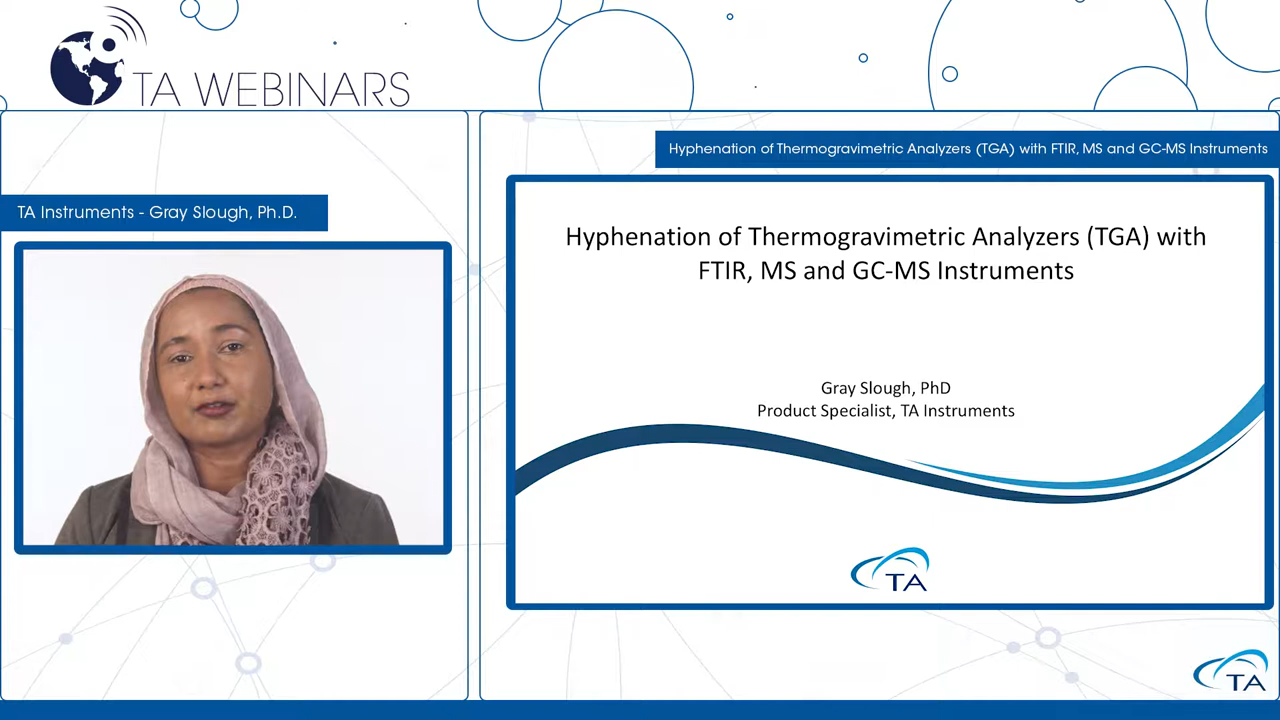 TA WEBINARS
Hyphenation of Thermogravimetric Analyzers (TGA) with FTIR, MS and GC-MS Instruments
TA Instruments - Gray Slough, Ph.D.
Hyphenation of Thermogravimetric Analyzers (TGA) with
FTIR, MS and GC-MS Instruments
Gray Slough, PhD
Product Specialist, TA Instruments
TA
TA